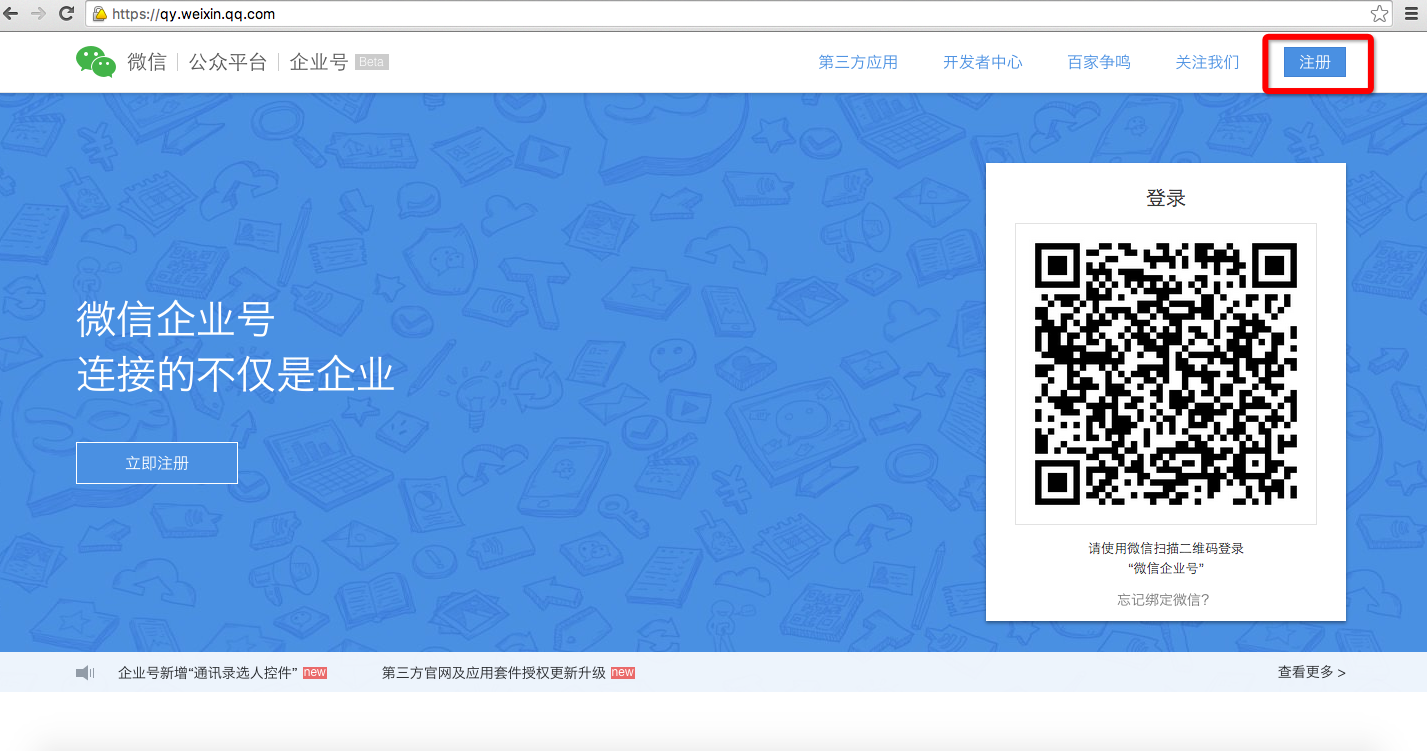 https://qy.weixin.qq.com
微信 公众平台 企业号 Beta 第三方应用 开发者中心 百家争鸣 关注我们 注册
微信企业号
连接的不仅是企业
立即注册
登录
请使用微信扫描二维码登录
“微信企业号”
忘记绑定微信?
企业号新增“通讯录选人控件” new 第三方官网及应用套件授权更新升级 new 查看更多 >